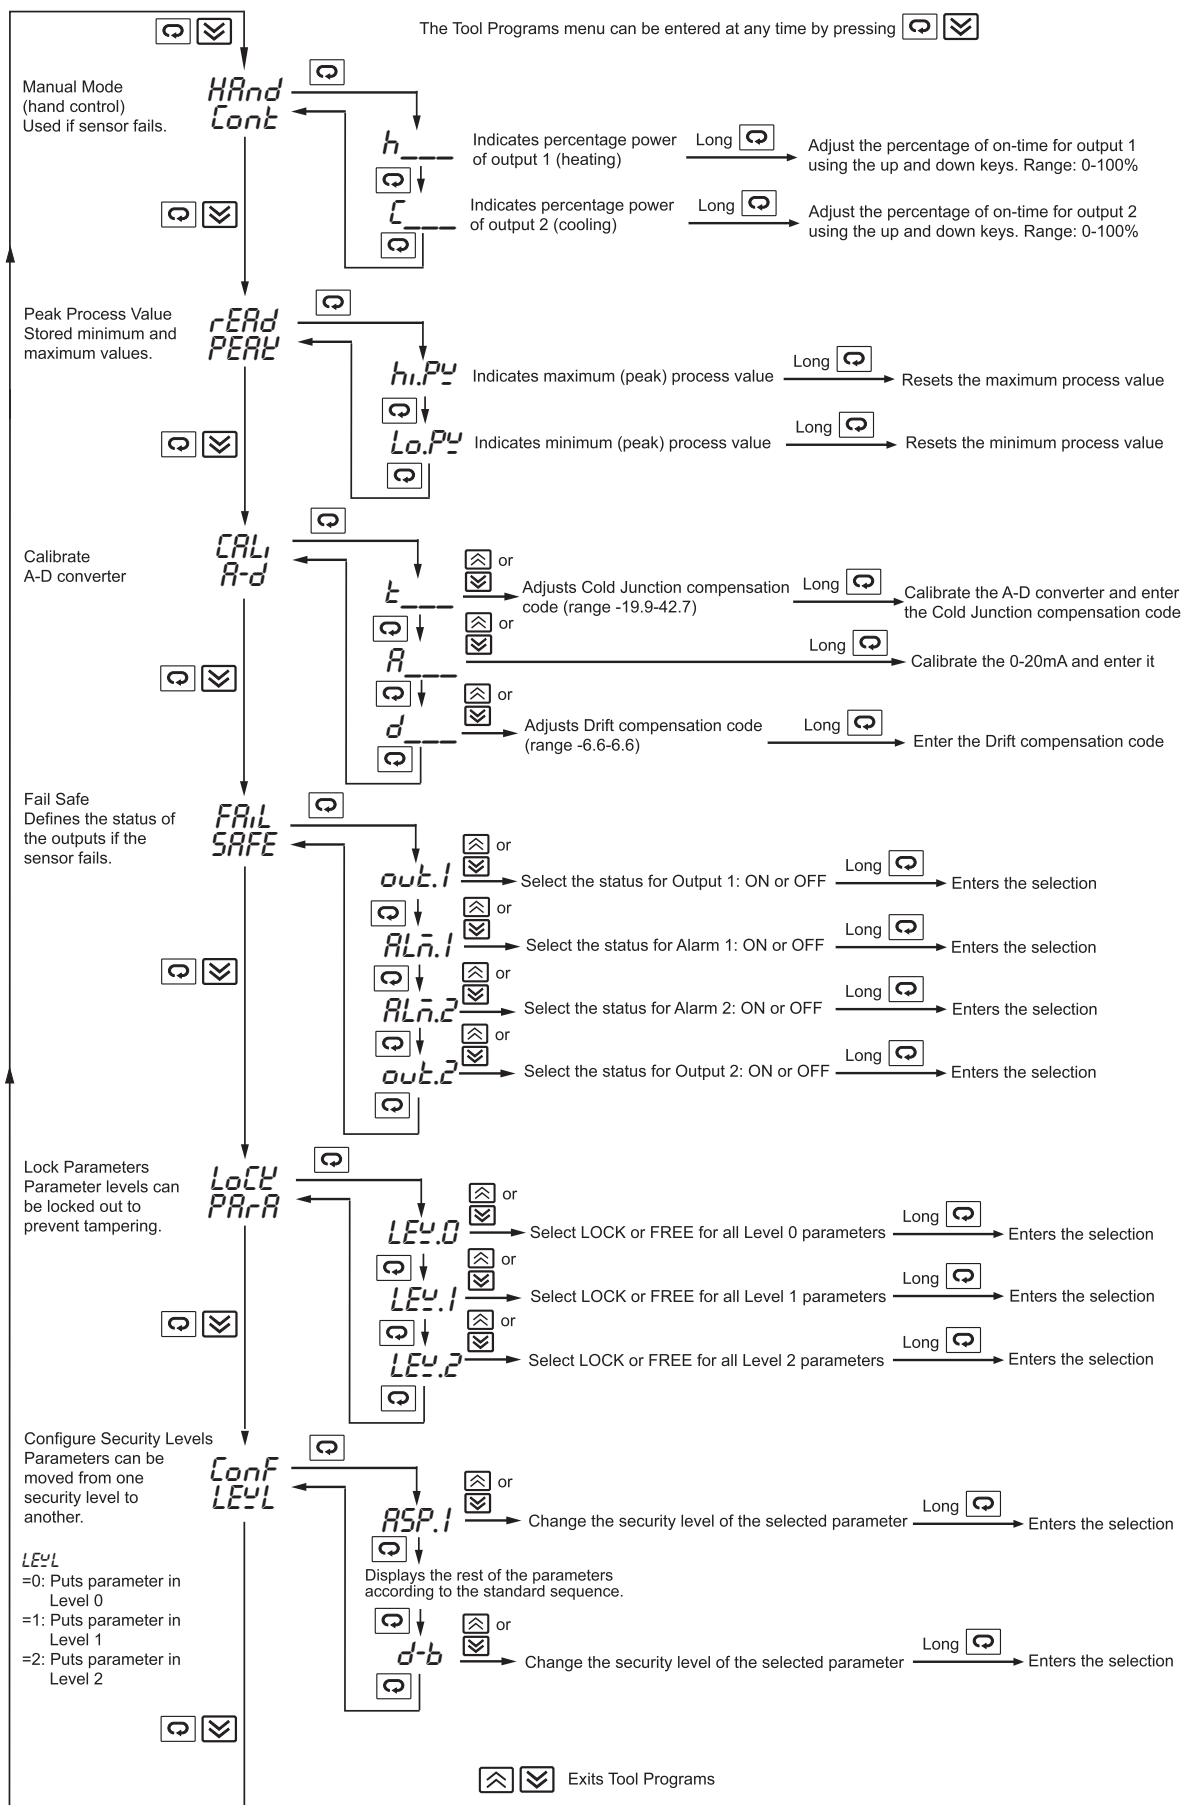 The Tool Programs menu can be entered at any time by pressing
Manual Mode
(hand control)
Used if sensor fails.
HAnd
Cont
h___
Indicates percentage power
of output 1 (heating)
Long
Adjust the percentage of on-time for output 1
using the up and down keys. Range: 0-100%
C___
Indicates percentage power
of output 2 (cooling)
Long
Adjust the percentage of on-time for output 2
using the up and down keys. Range: 0-100%
Peak Process Value
Stored minimum and
maximum values.
rEAd
PEAK
hi.PV
Indicates maximum (peak) process value
Long
Resets the maximum process value
Lo.PV
Indicates minimum (peak) process value
Long
Resets the minimum process value
Calibrate
A-D converter
CALi
A-d
t___
or
Adjusts Cold Junction compensation
code (range -19.9-42.7)
Long
Calibrate the A-D converter and enter
the Cold Junction compensation code
A___
or
Long
Calibrate the 0-20mA and enter it
d___
or
Adjusts Drift compensation code
(range -6.6-6.6)
Long
Enter the Drift compensation code
Fail Safe
Defines the status of
the outputs if the
sensor fails.
FAiL
SAFE
out.1
or
Select the status for Output 1: ON or OFF
Long
Enters the selection
ALm.1
or
Select the status for Alarm 1: ON or OFF
Long
Enters the selection
ALm.2
or
Select the status for Alarm 2: ON or OFF
Long
Enters the selection
out.2
or
Select the status for Output 2: ON or OFF
Long
Enters the selection
Lock Parameters
Parameter levels can
be locked out to
prevent tampering.
LoCK
PArA
LEV.0
or
Select LOCK or FREE for all Level 0 parameters
Long
Enters the selection
LEV.1
or
Select LOCK or FREE for all Level 1 parameters
Long
Enters the selection
LEV.2
or
Select LOCK or FREE for all Level 2 parameters
Long
Enters the selection
Configure Security Levels
Parameters can be
moved from one
security level to
another.
ConF
LEVL
ASP.1
or
Change the security level of the selected parameter
Long
Enters the selection
LEVL
=0: Puts parameter in
Level 0
=1: Puts parameter in
Level 1
=2: Puts parameter in
Level 2
Displays the rest of the parameters
according to the standard sequence.
d-b
or
Change the security level of the selected parameter
Long
Enters the selection
Exits Tool Programs